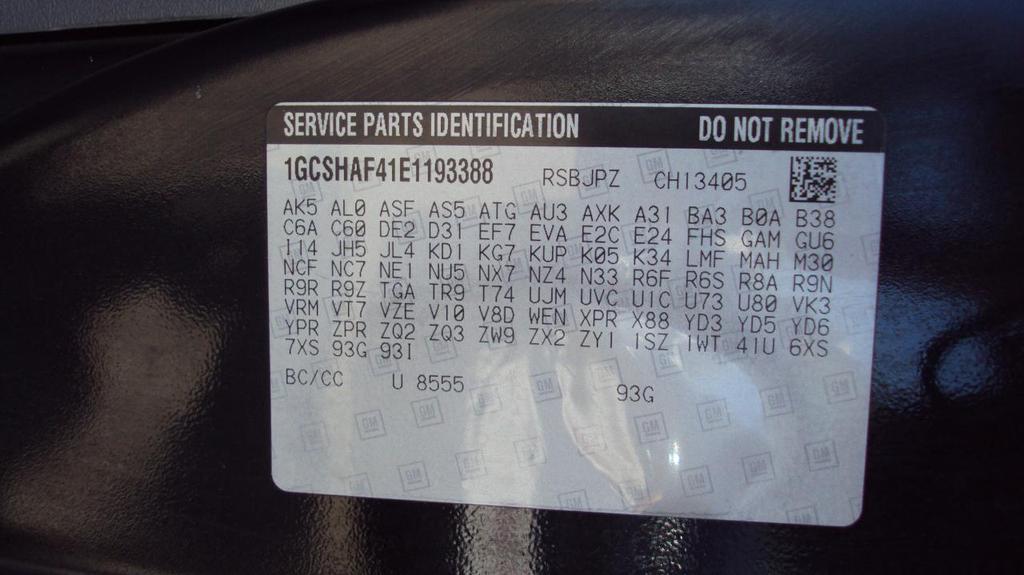 SERVICE PARTS IDENTIFICATION DO NOT REMOVE
1GCSHAF41E1193388 RSBJPZ CH13405
AK5 AL0 ASF AS5 ATG AU3 AXK A31 BA3 B0A B38
C6A C60 DE2 D31 EF7 EVA E2C E24 FHS GAM GU6
I14 JH5 JL4 KD1 KG7 KUP K05 K34 LMF MAH M30
NCF NC7 NE1 NU5 NX7 NZ4 N33 R6F R6S R8A R9N
R9R R9Z TGA TR9 T74 UJM UVC U1C U73 U80 VK3
VRM VT7 VZE V10 V8D WEN XPR X88 YD3 YD5 YD6
YPR ZPR ZQ2 ZQ3 ZW9 ZX2 ZY1 1SZ 1WT 41U 6XS
7XS 93G 93I
BC/CC U 8555 93G